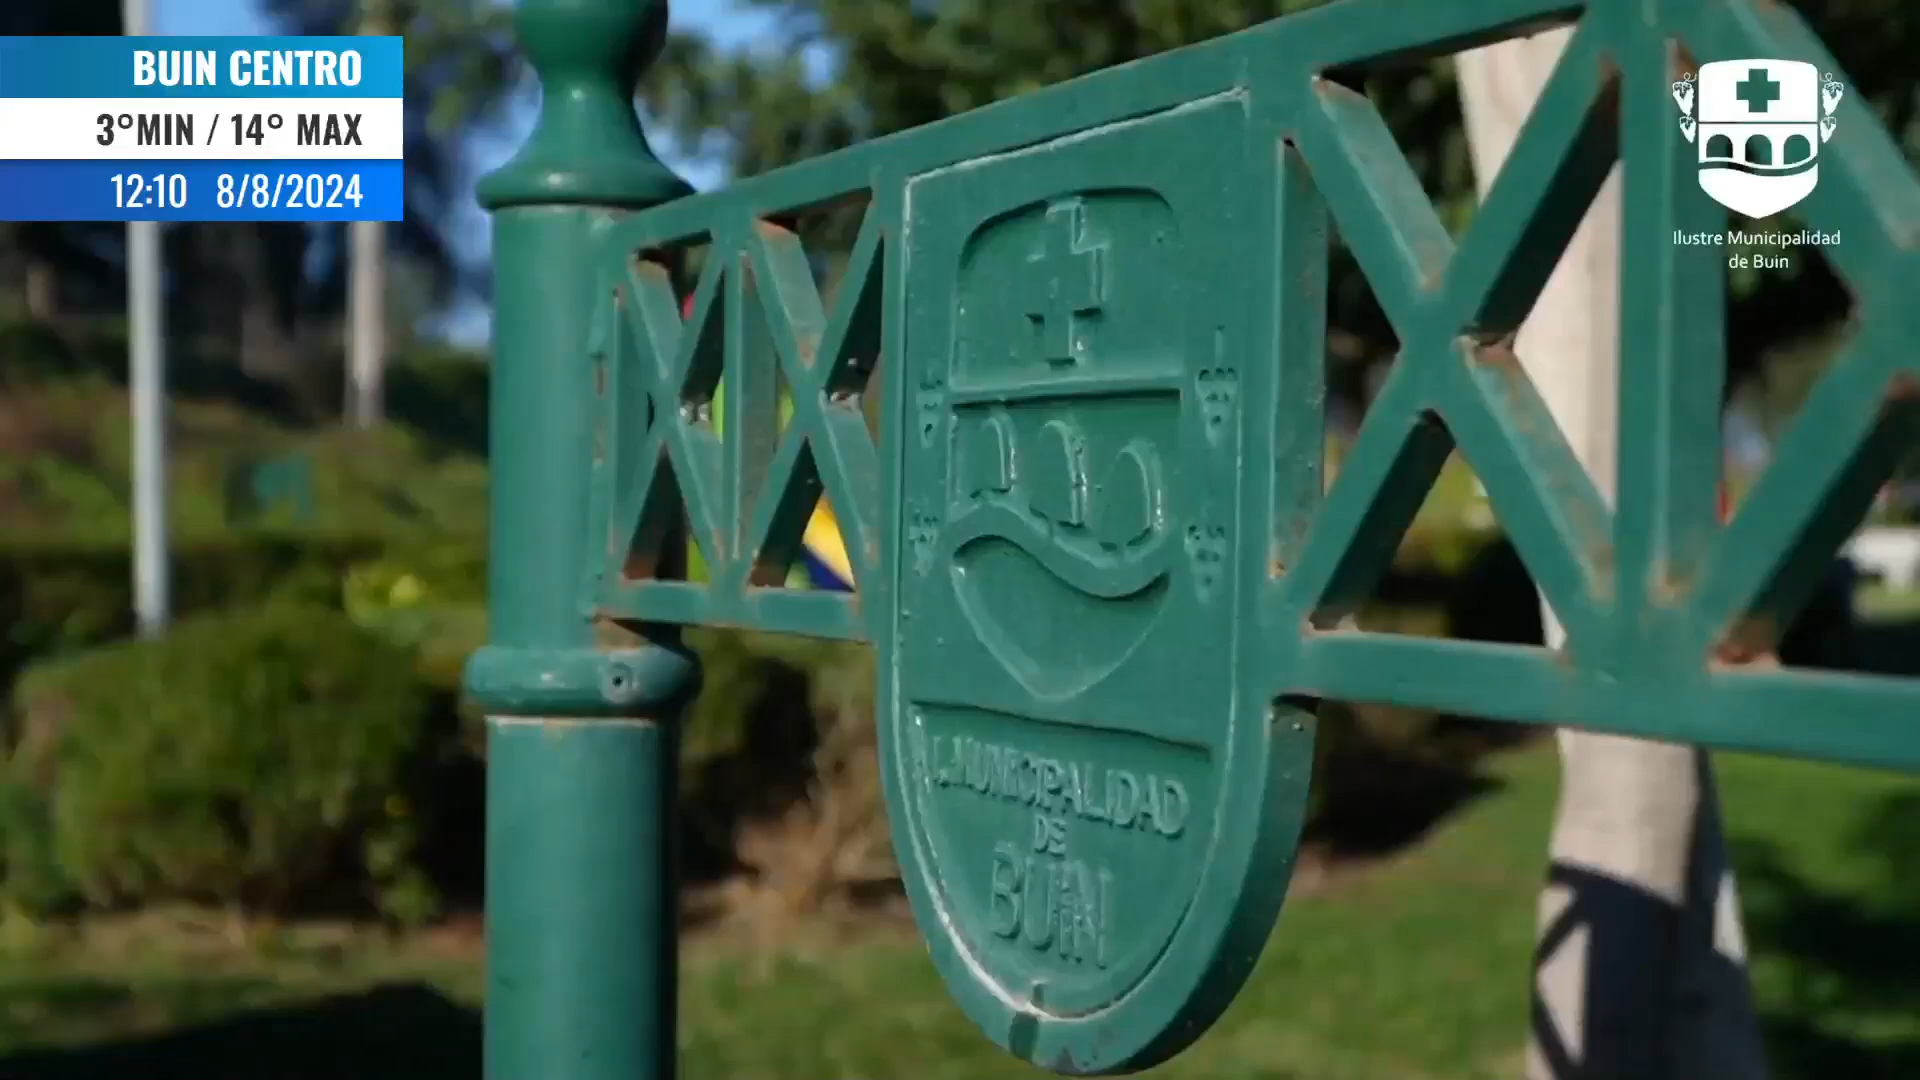 BUIN CENTRO
3°MIN / 14° MAX
12:10 8/8/2024
Ilustre Municipalidad
de Buin
I. MUNICIPALIDAD
DE
BUIN